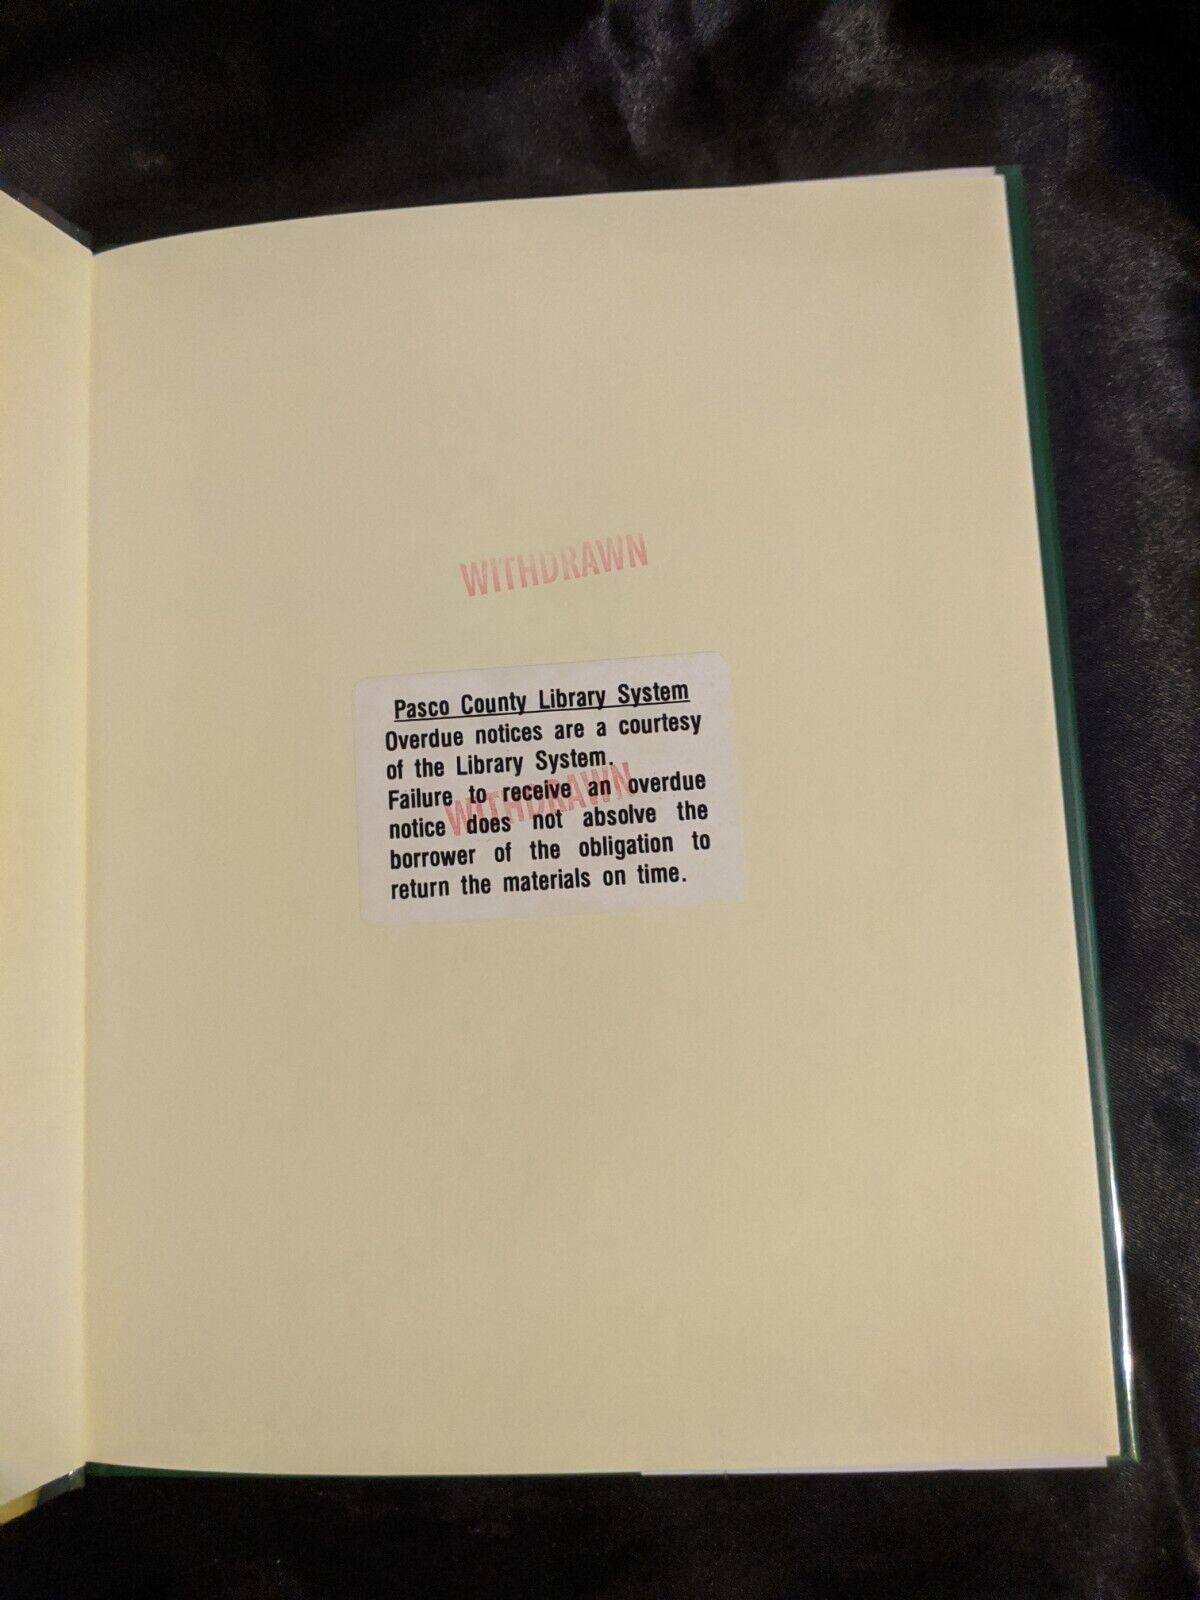 WITHDRAWN
Pasco County Library System
Overdue notices are a courtesy
of the Library System.
WITHDRAWN
Failure to receive an overdue
notice does not absolve the
borrower of the obligation to
return the materials on time.